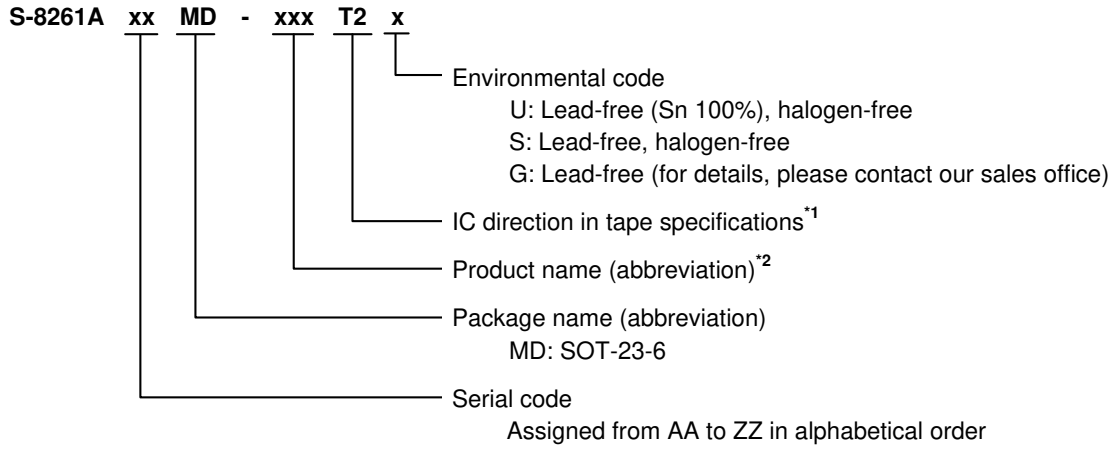 S-8261A xx MD - xxx T2 x
Environmental code
U: Lead-free (Sn 100%), halogen-free
S: Lead-free, halogen-free
G: Lead-free (for details, please contact our sales office)
IC direction in tape specifications*1
Product name (abbreviation)*2
Package name (abbreviation)
MD: SOT-23-6
Serial code
Assigned from AA to ZZ in alphabetical order